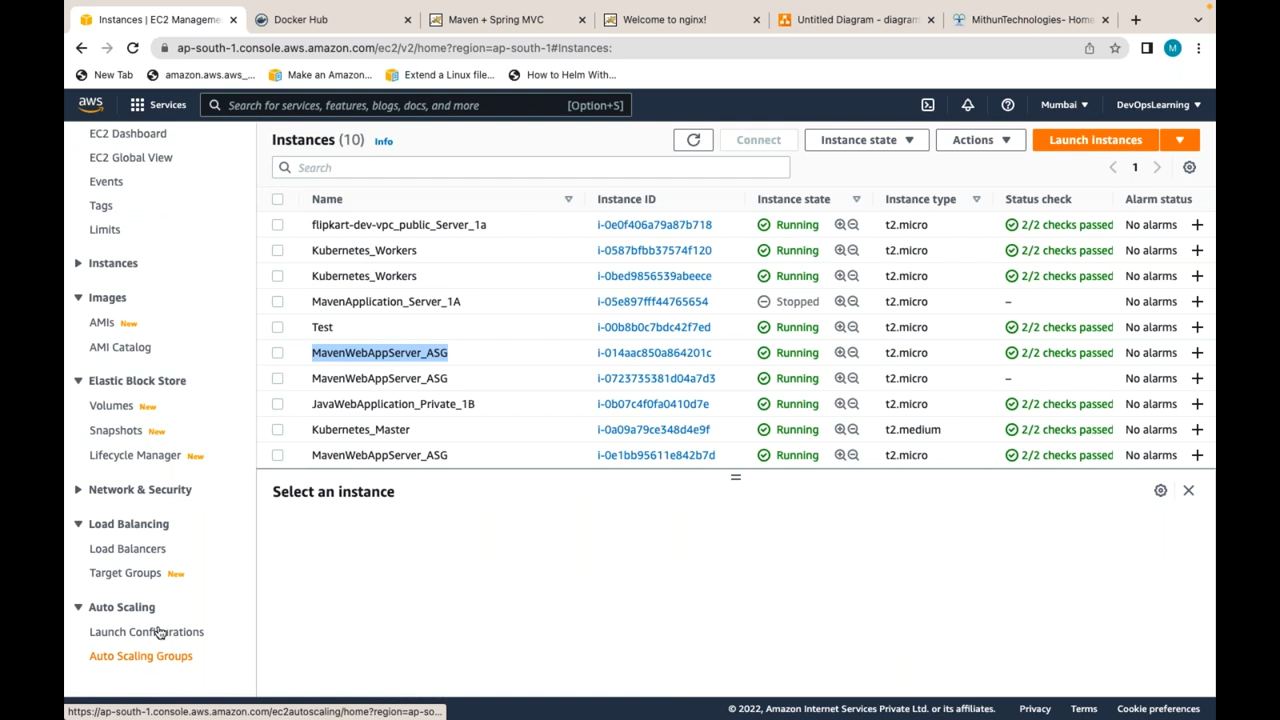 Instances | EC2 Manageme
Docker Hub
Maven + Spring MVC
Welcome to nginx!
Untitled Diagram - diagram
MithunTechnologies- Home
ap-south-1.console.aws.amazon.com/ec2/v2/home?region=ap-south-1#Instances:
M
New Tab
amazon.aws.aws_...
Make an Amazon...
Extend a Linux file...
How to Helm With...
aws
Services
Search for services, features, blogs, docs, and more
[Option+S]
Mumbai
DevOpsLearning
EC2 Dashboard
EC2 Global View
Events
Tags
Limits
Instances
Images
AMIs New
AMI Catalog
Elastic Block Store
Volumes New
Snapshots New
Lifecycle Manager New
Network & Security
Load Balancing
Load Balancers
Target Groups New
Auto Scaling
Launch Configurations
Auto Scaling Groups
Instances (10) Info
Connect
Instance state
Actions
Launch instances
Search
1
Name Instance ID Instance state Instance type Status check Alarm status
flipkart-dev-vpc_public_Server_1a i-0e0f406a79a87b718 Running t2.micro 2/2 checks passed No alarms +
Kubernetes_Workers i-0587bfbb37574f120 Running t2.micro 2/2 checks passed No alarms +
Kubernetes_Workers i-0bed9856539abeece Running t2.micro 2/2 checks passed No alarms +
MavenApplication_Server_1A i-05e897fff44765654 Stopped t2.micro – No alarms +
Test i-00b8b0c7bdc42f7ed Running t2.micro 2/2 checks passed No alarms +
MavenWebAppServer_ASG i-014aac850a864201c Running t2.micro 2/2 checks passed No alarms +
MavenWebAppServer_ASG i-0723735381d04a7d3 Running t2.micro – No alarms +
JavaWebApplication_Private_1B i-0b07c4f0fa0410d7e Running t2.micro 2/2 checks passed No alarms +
Kubernetes_Master i-0a09a79ce348d4e9f Running t2.medium 2/2 checks passed No alarms +
MavenWebAppServer_ASG i-0e1bb95611e842b7d Running t2.micro 2/2 checks passed No alarms +
Select an instance
https://ap-south-1.console.aws.amazon.com/ec2autoscaling/home?region=ap-so...
© 2022, Amazon Internet Services Private Ltd. or its affiliates.
Privacy
Terms
Cookie preferences